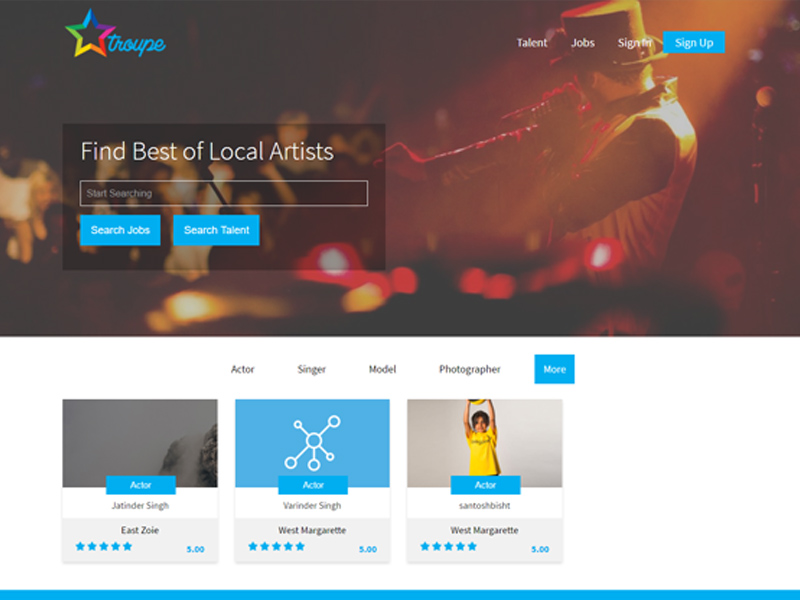 troupe
Talent Jobs Sign In Sign Up
Find Best of Local Artists
Start Searching
Search Jobs Search Talent
Actor Singer Model Photographer More
Actor Actor Actor
Jatinder Singh Varinder Singh santoshbisht
East Zoie West Margarette West Margarette
5.00 5.00 5.00